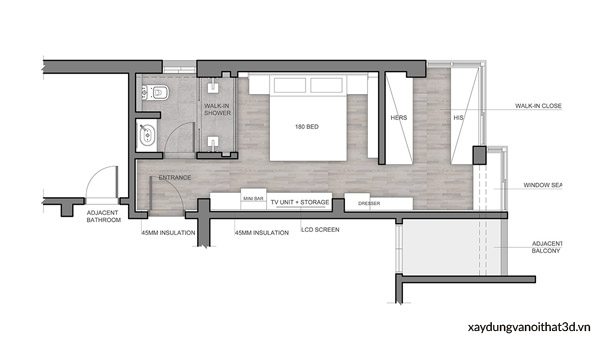 WALK-IN CLOSE
WALK-IN
SHOWER
HERS
HIS
180 BED
ENTRANCE
WINDOW SEA
MINI BAR
TV UNIT + STORAGE
DRESSER
ADJACENT
BATHROOM
45MM INSULATION
45MM INSULATION
LCD SCREEN
ADJACENT
BALCONY
xaydungvanoithat3d.vn